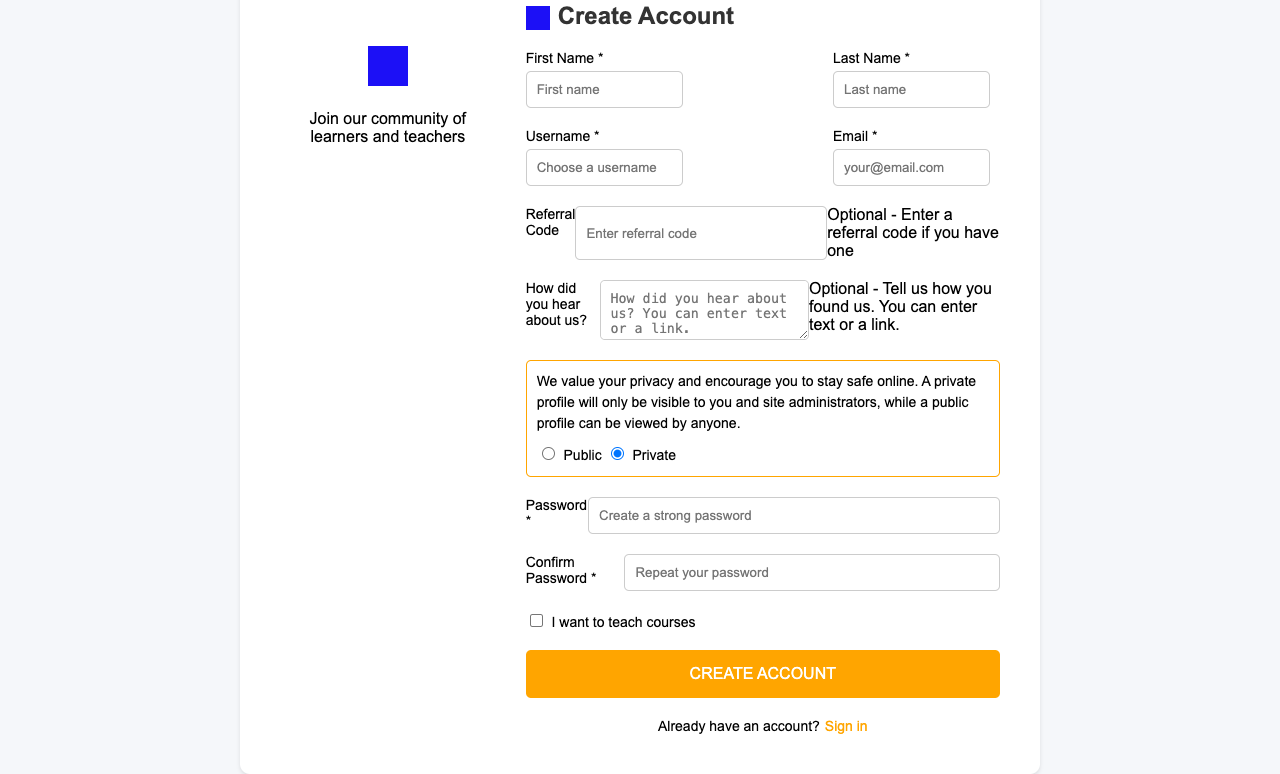 Create Account
Join our community of
learners and teachers
First Name *
Last Name *
First name
Last name
Username *
Email *
Choose a username
your@email.com
Referral
Code
Enter referral code
Optional - Enter a
referral code if you have
one
How did
you hear
about us?
How did you hear about
us? You can enter text
or a link.
Optional - Tell us how you
found us. You can enter
text or a link.
We value your privacy and encourage you to stay safe online. A private
profile will only be visible to you and site administrators, while a public
profile can be viewed by anyone.
Public Private
Password
*
Create a strong password
Confirm
Password *
Repeat your password
I want to teach courses
CREATE ACCOUNT
Already have an account? Sign in